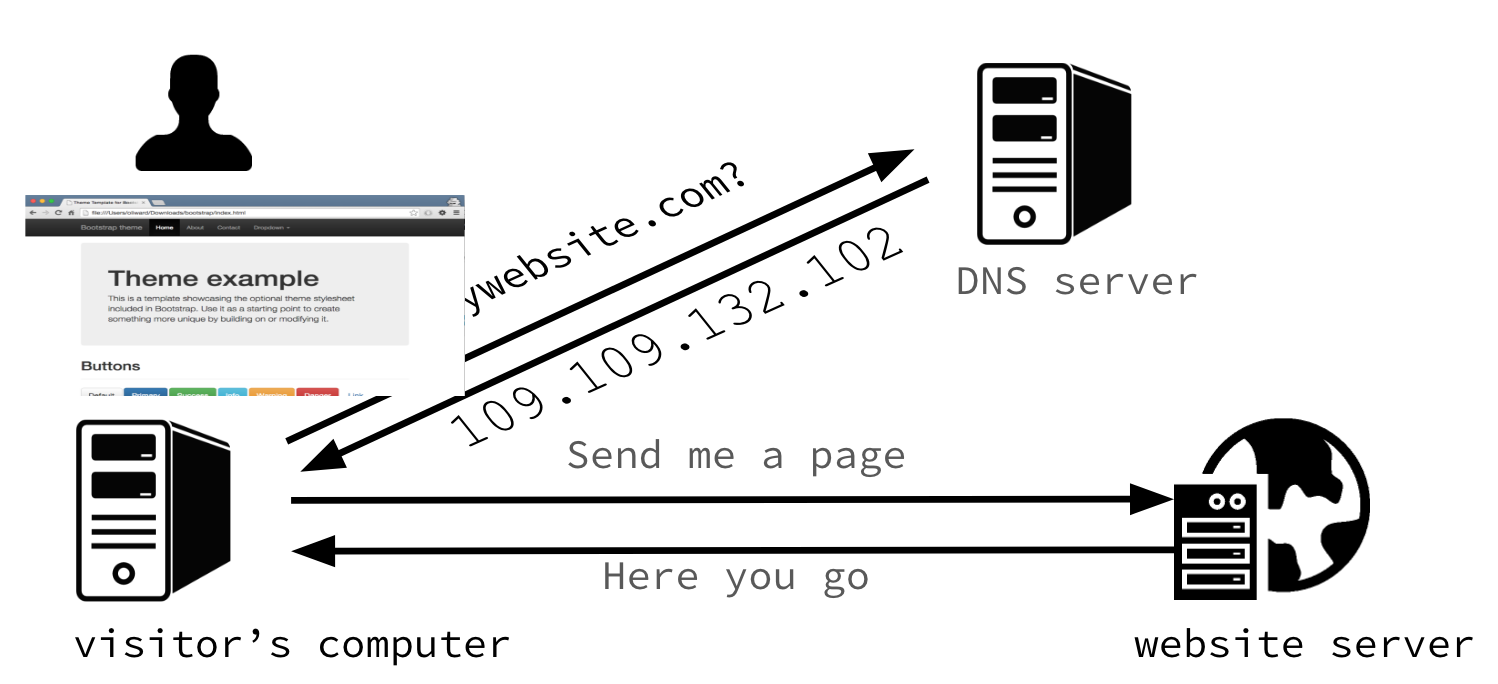 Theme Template for Boots
file:///Users/oliward/Downloads/bootstrap/index.html
Bootstrap theme Home About Contact Dropdown
Theme example
This is a template showcasing the optional theme stylesheet
included in Bootstrap. Use it as a starting point to create
something more unique by building on or modifying it.
Buttons
Default Primary Success Info Warning Danger Link
ywebsite.com?
109.109.132.102
DNS server
Send me a page
Here you go
visitor’s computer
website server